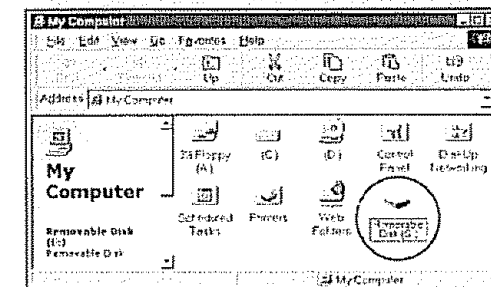 My Computer
File Edit View Go Favorites Help
Up Cut Copy Paste Undo
Address My Computer
My Computer
Removable Disk
Removable Disk
3½ Floppy (A:)
(C:)
(D:)
Control Panel
Dial-Up Networking
Scheduled Tasks
Printers
Web Folders
Removable Disk (G:)
My Computer